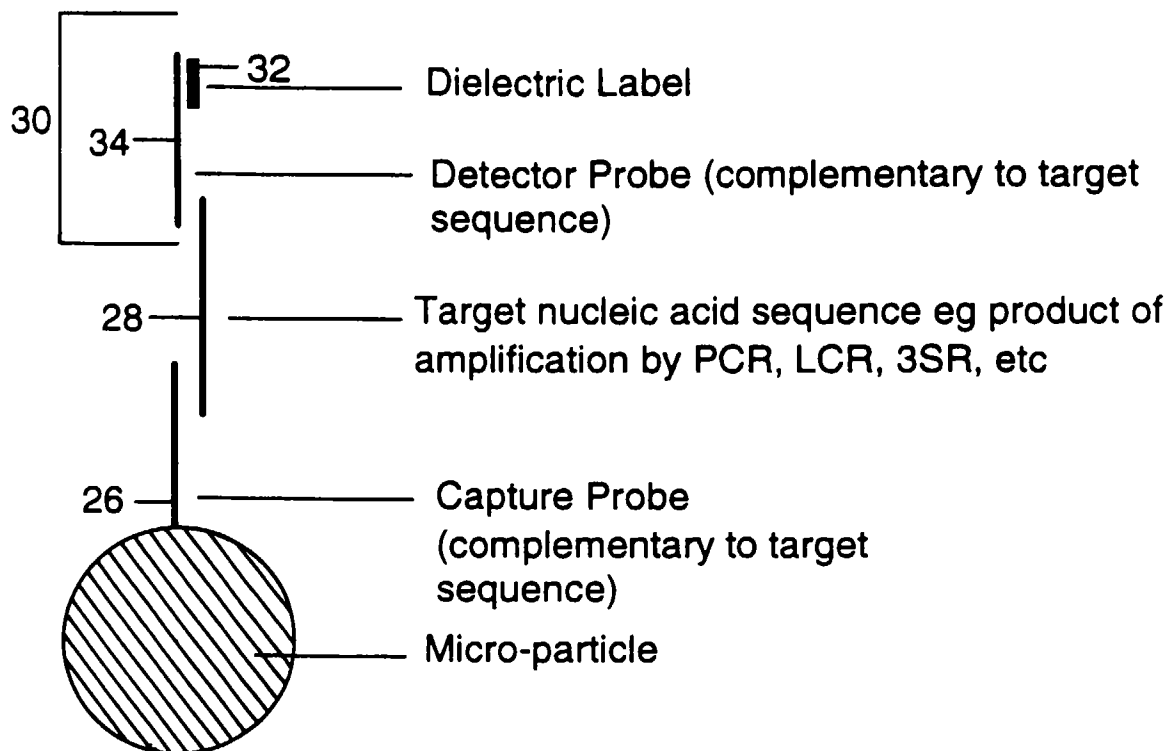 32
Dielectric Label
30
34
Detector Probe (complementary to target
sequence)
28
Target nucleic acid sequence eg product of
amplification by PCR, LCR, 3SR, etc
26
Capture Probe
(complementary to target
sequence)
Micro-particle